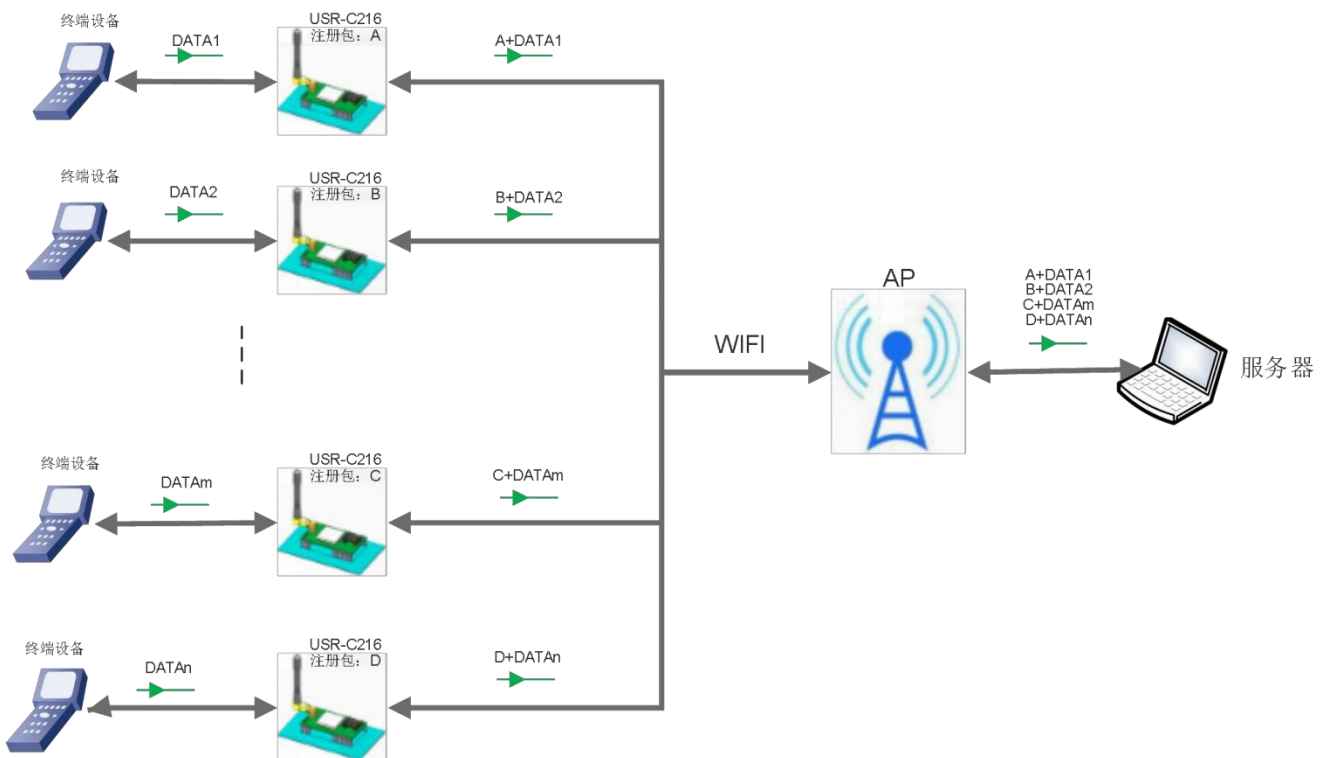 终端设备
DATA1
USR-C216
注册包：A
A+DATA1
终端设备
DATA2
USR-C216
注册包：B
B+DATA2
WIFI
AP
A+DATA1
B+DATA2
C+DATAm
D+DATAn
服务器
终端设备
DATAm
USR-C216
注册包：C
C+DATAm
终端设备
DATAn
USR-C216
注册包：D
D+DATAn